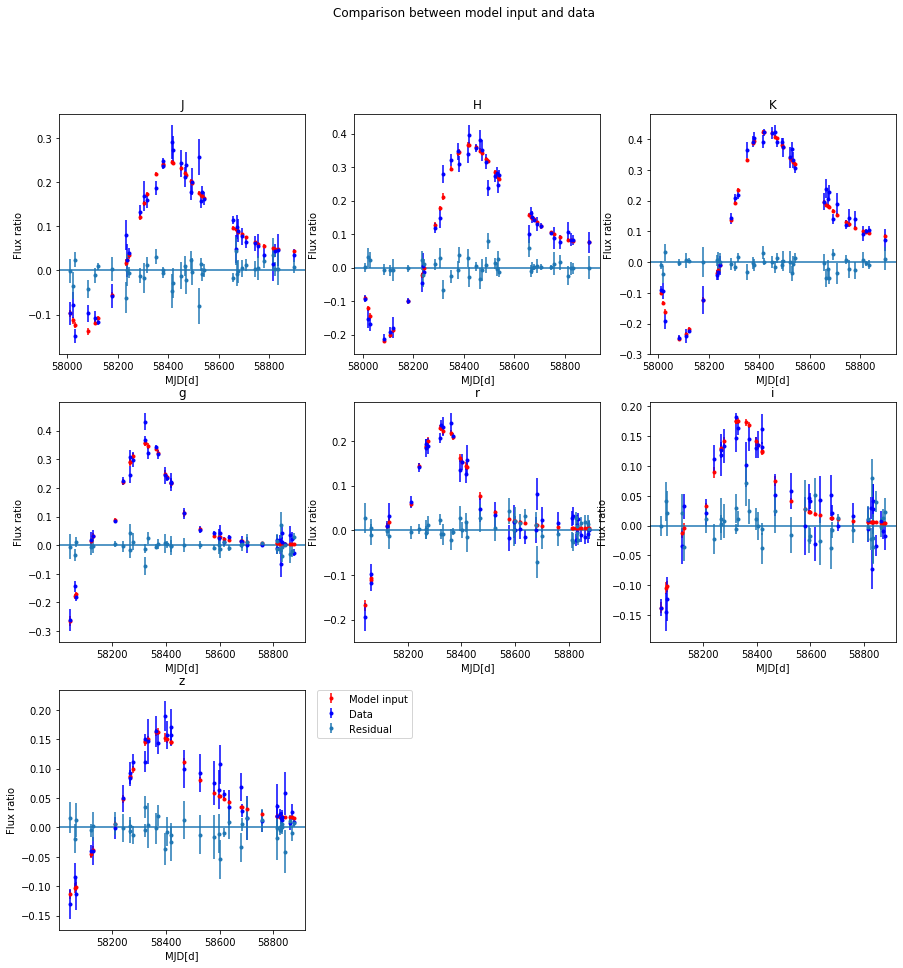 Comparison between model input and data
J
H
K
Flux ratio
0.3
0.2
0.1
0.0
−0.1
58000 58200 58400 58600 58800
MJD[d]
Flux ratio
0.4
0.3
0.2
0.1
0.0
−0.1
−0.2
58000 58200 58400 58600 58800
MJD[d]
Flux ratio
0.4
0.3
0.2
0.1
0.0
−0.1
−0.2
−0.3
58000 58200 58400 58600 58800
MJD[d]
g
r
i
Flux ratio
0.4
0.3
0.2
0.1
0.0
−0.1
−0.2
−0.3
58200 58400 58600 58800
MJD[d]
Flux ratio
0.2
0.1
0.0
−0.1
−0.2
58200 58400 58600 58800
MJD[d]
Flux ratio
0.20
0.15
0.10
0.05
0.00
−0.05
−0.10
−0.15
58200 58400 58600 58800
MJD[d]
z
Flux ratio
0.20
0.15
0.10
0.05
0.00
−0.05
−0.10
−0.15
58200 58400 58600 58800
MJD[d]
Model input
Data
Residual